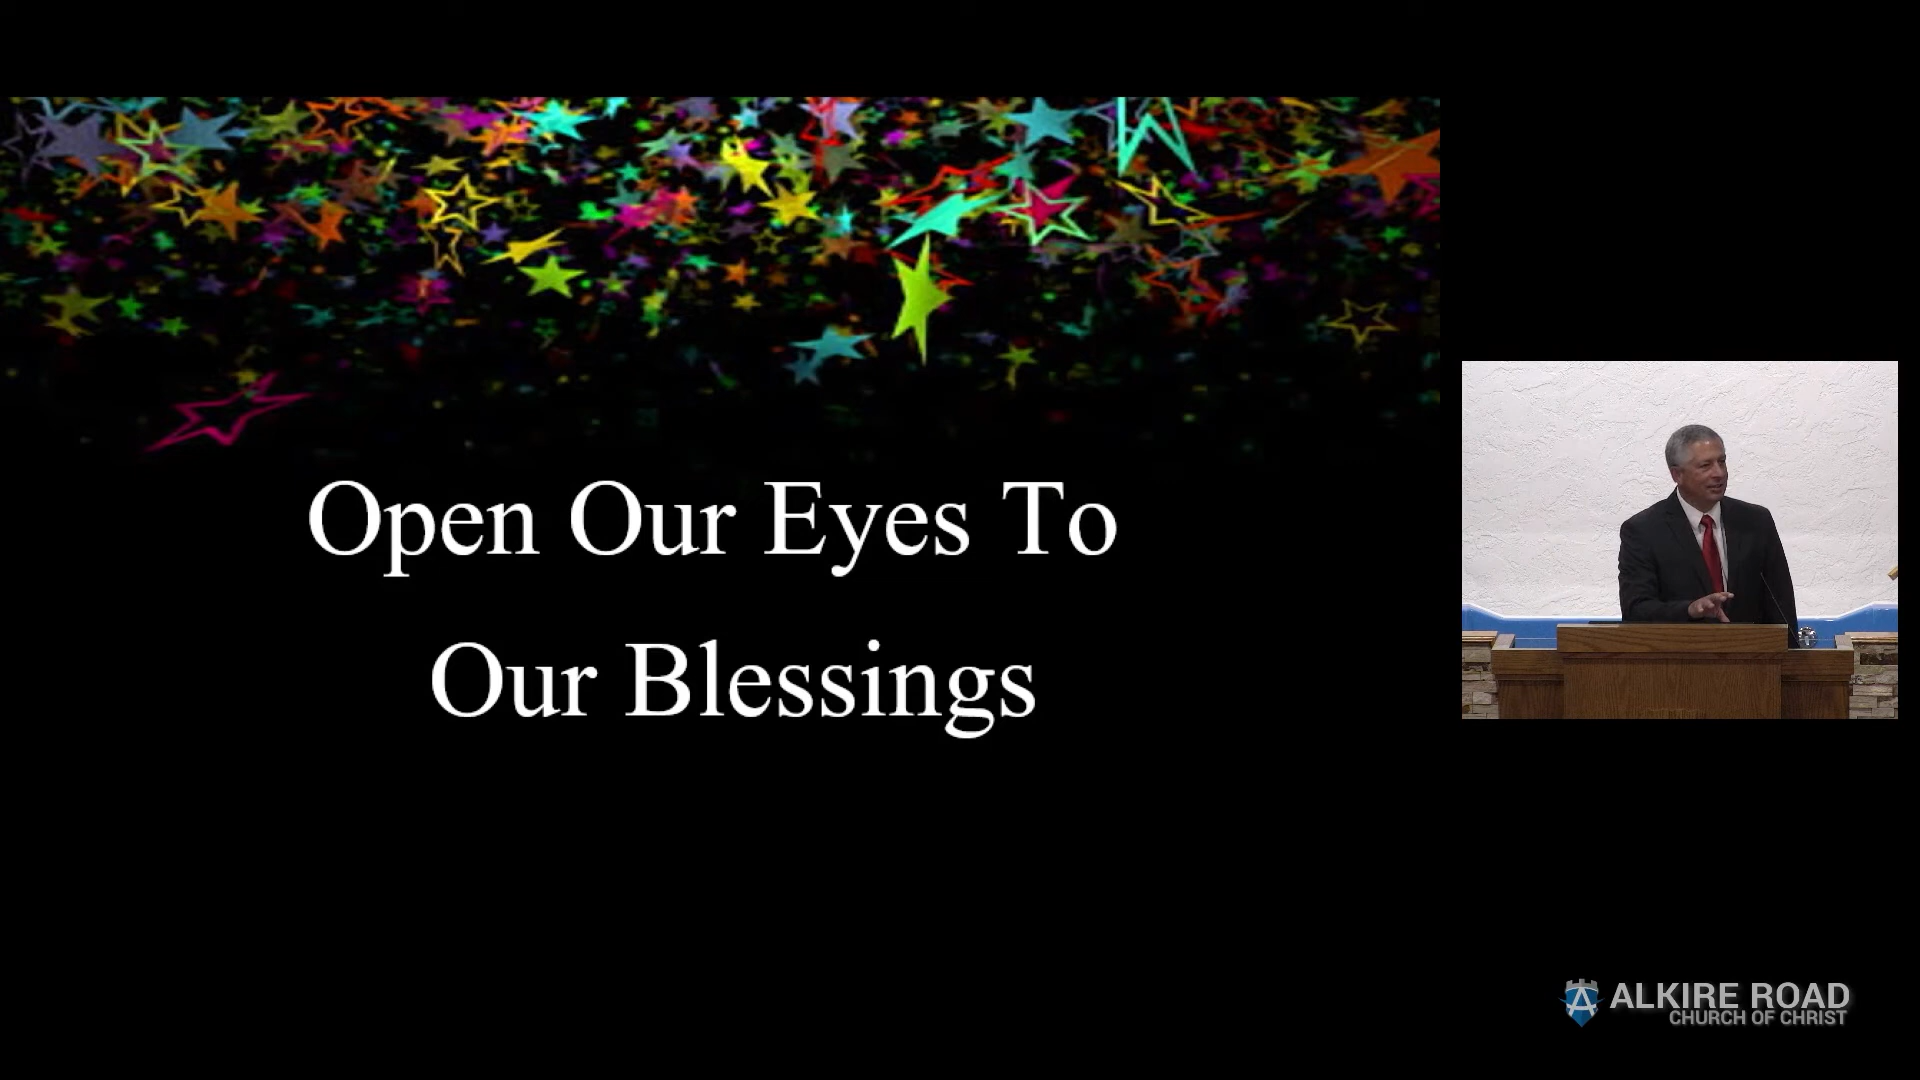 Open Our Eyes To
Our Blessings
ALKIRE ROAD
CHURCH OF CHRIST